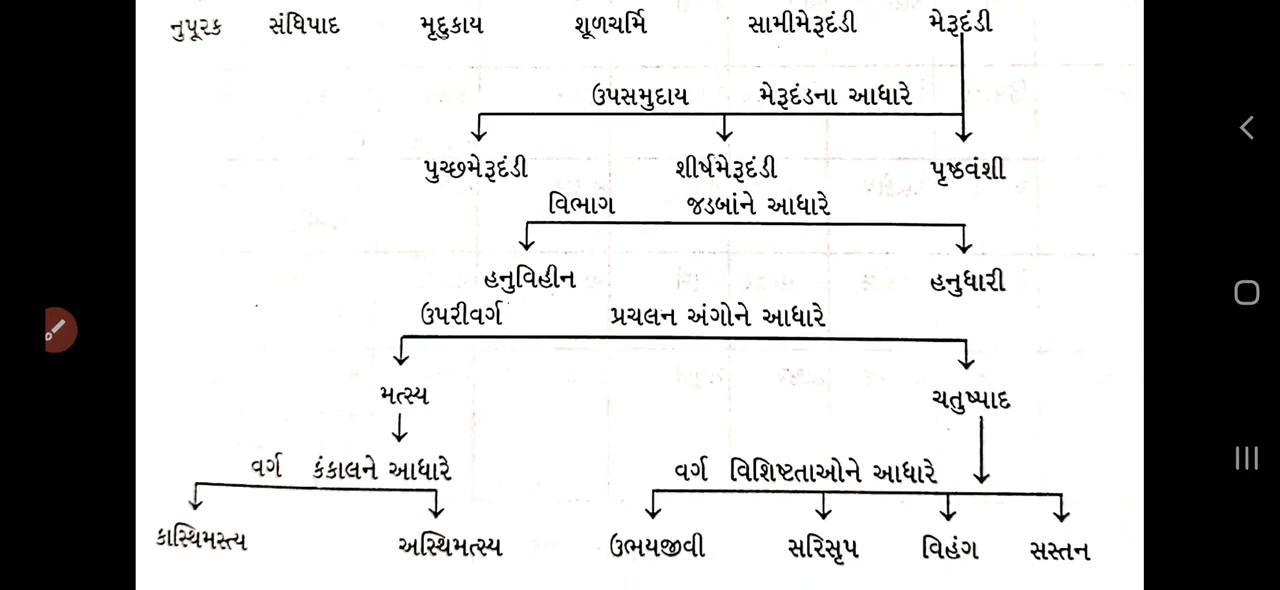 નુપૂરક સંધિપાદ મૃદુકાય શૂળચર્મિ સામીમેરૂદંડી મેરૂદંડી
ઉપસમુદાય મેરૂદંડના આધારે
પુચ્છમેરૂદંડી શીર્ષમેરૂદંડી પૃષ્ઠવંશી
વિભાગ જડબાંને આધારે
હનુવિહીન હનુધારી
ઉપરીવર્ગ પ્રચલન અંગોને આધારે
મત્સ્ય ચતુષ્પાદ
વર્ગ કંકાલને આધારે વર્ગ વિશિષ્ટતાઓને આધારે
કાસ્થિમસ્ત્ય અસ્થિમત્સ્ય ઉભયજીવી સરિસૃપ વિહંગ સસ્તન